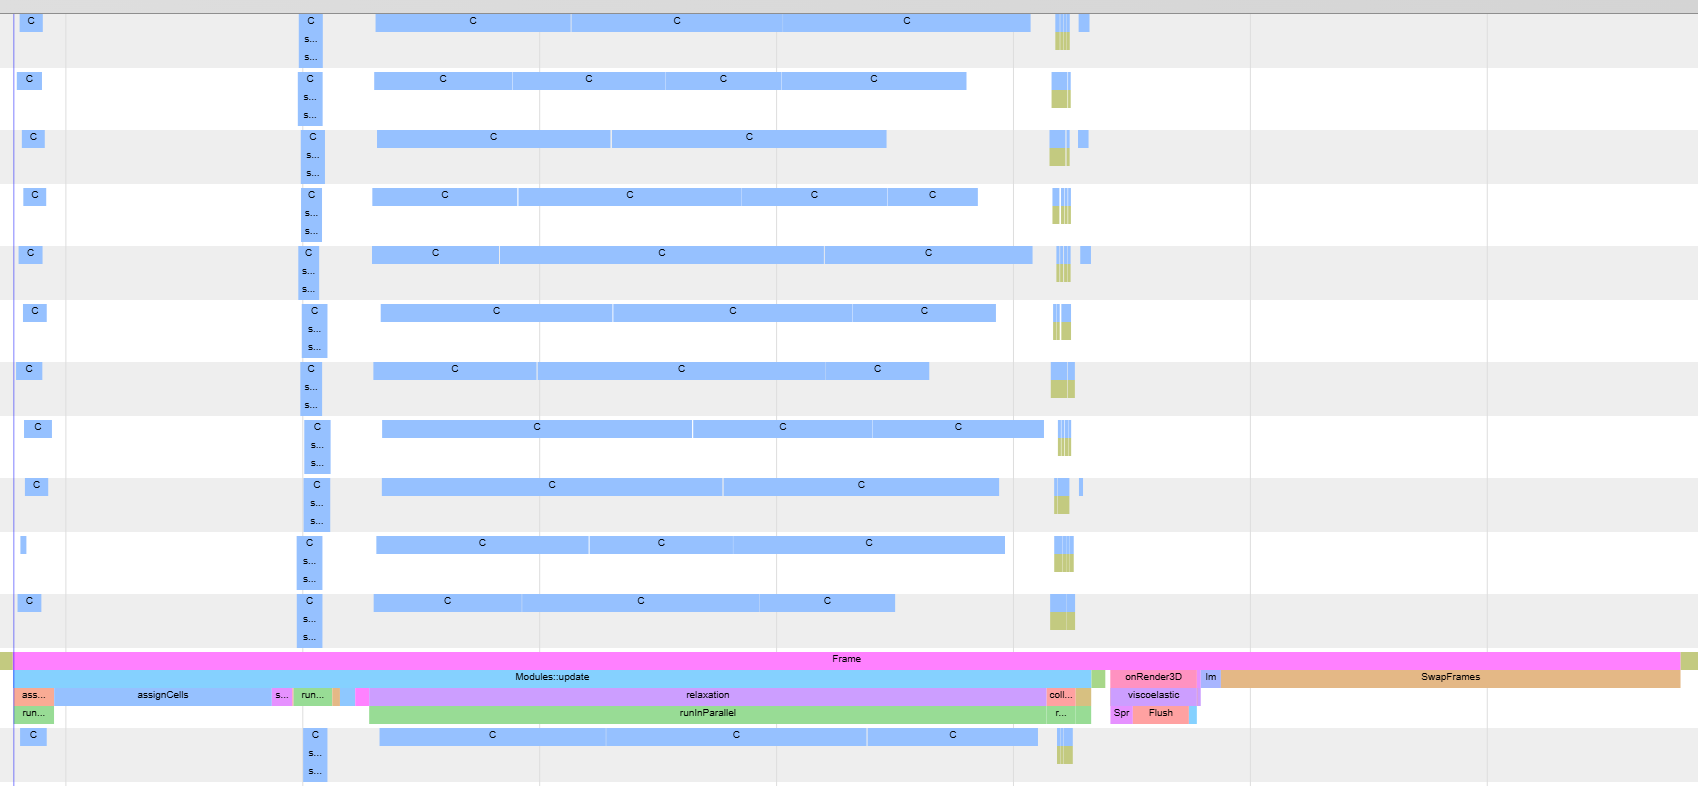 C C C C C
s...
s...
C C C C C C
s...
s...
C C C C
s...
s...
C C C C C C
s...
s...
C C C C C
s...
s...
C C C C C
s...
s...
C C C C C
s...
s...
C C C C C
s...
s...
C C C C
s...
s...
C C C C
s...
s...
C C C C C
s...
s...
Frame
Modules::update onRender3D Im SwapFrames
ass... assignCells s... run... relaxation coll... viscoelastic
run... runInParallel r... Spr Flush
C C C C C
s...
s...